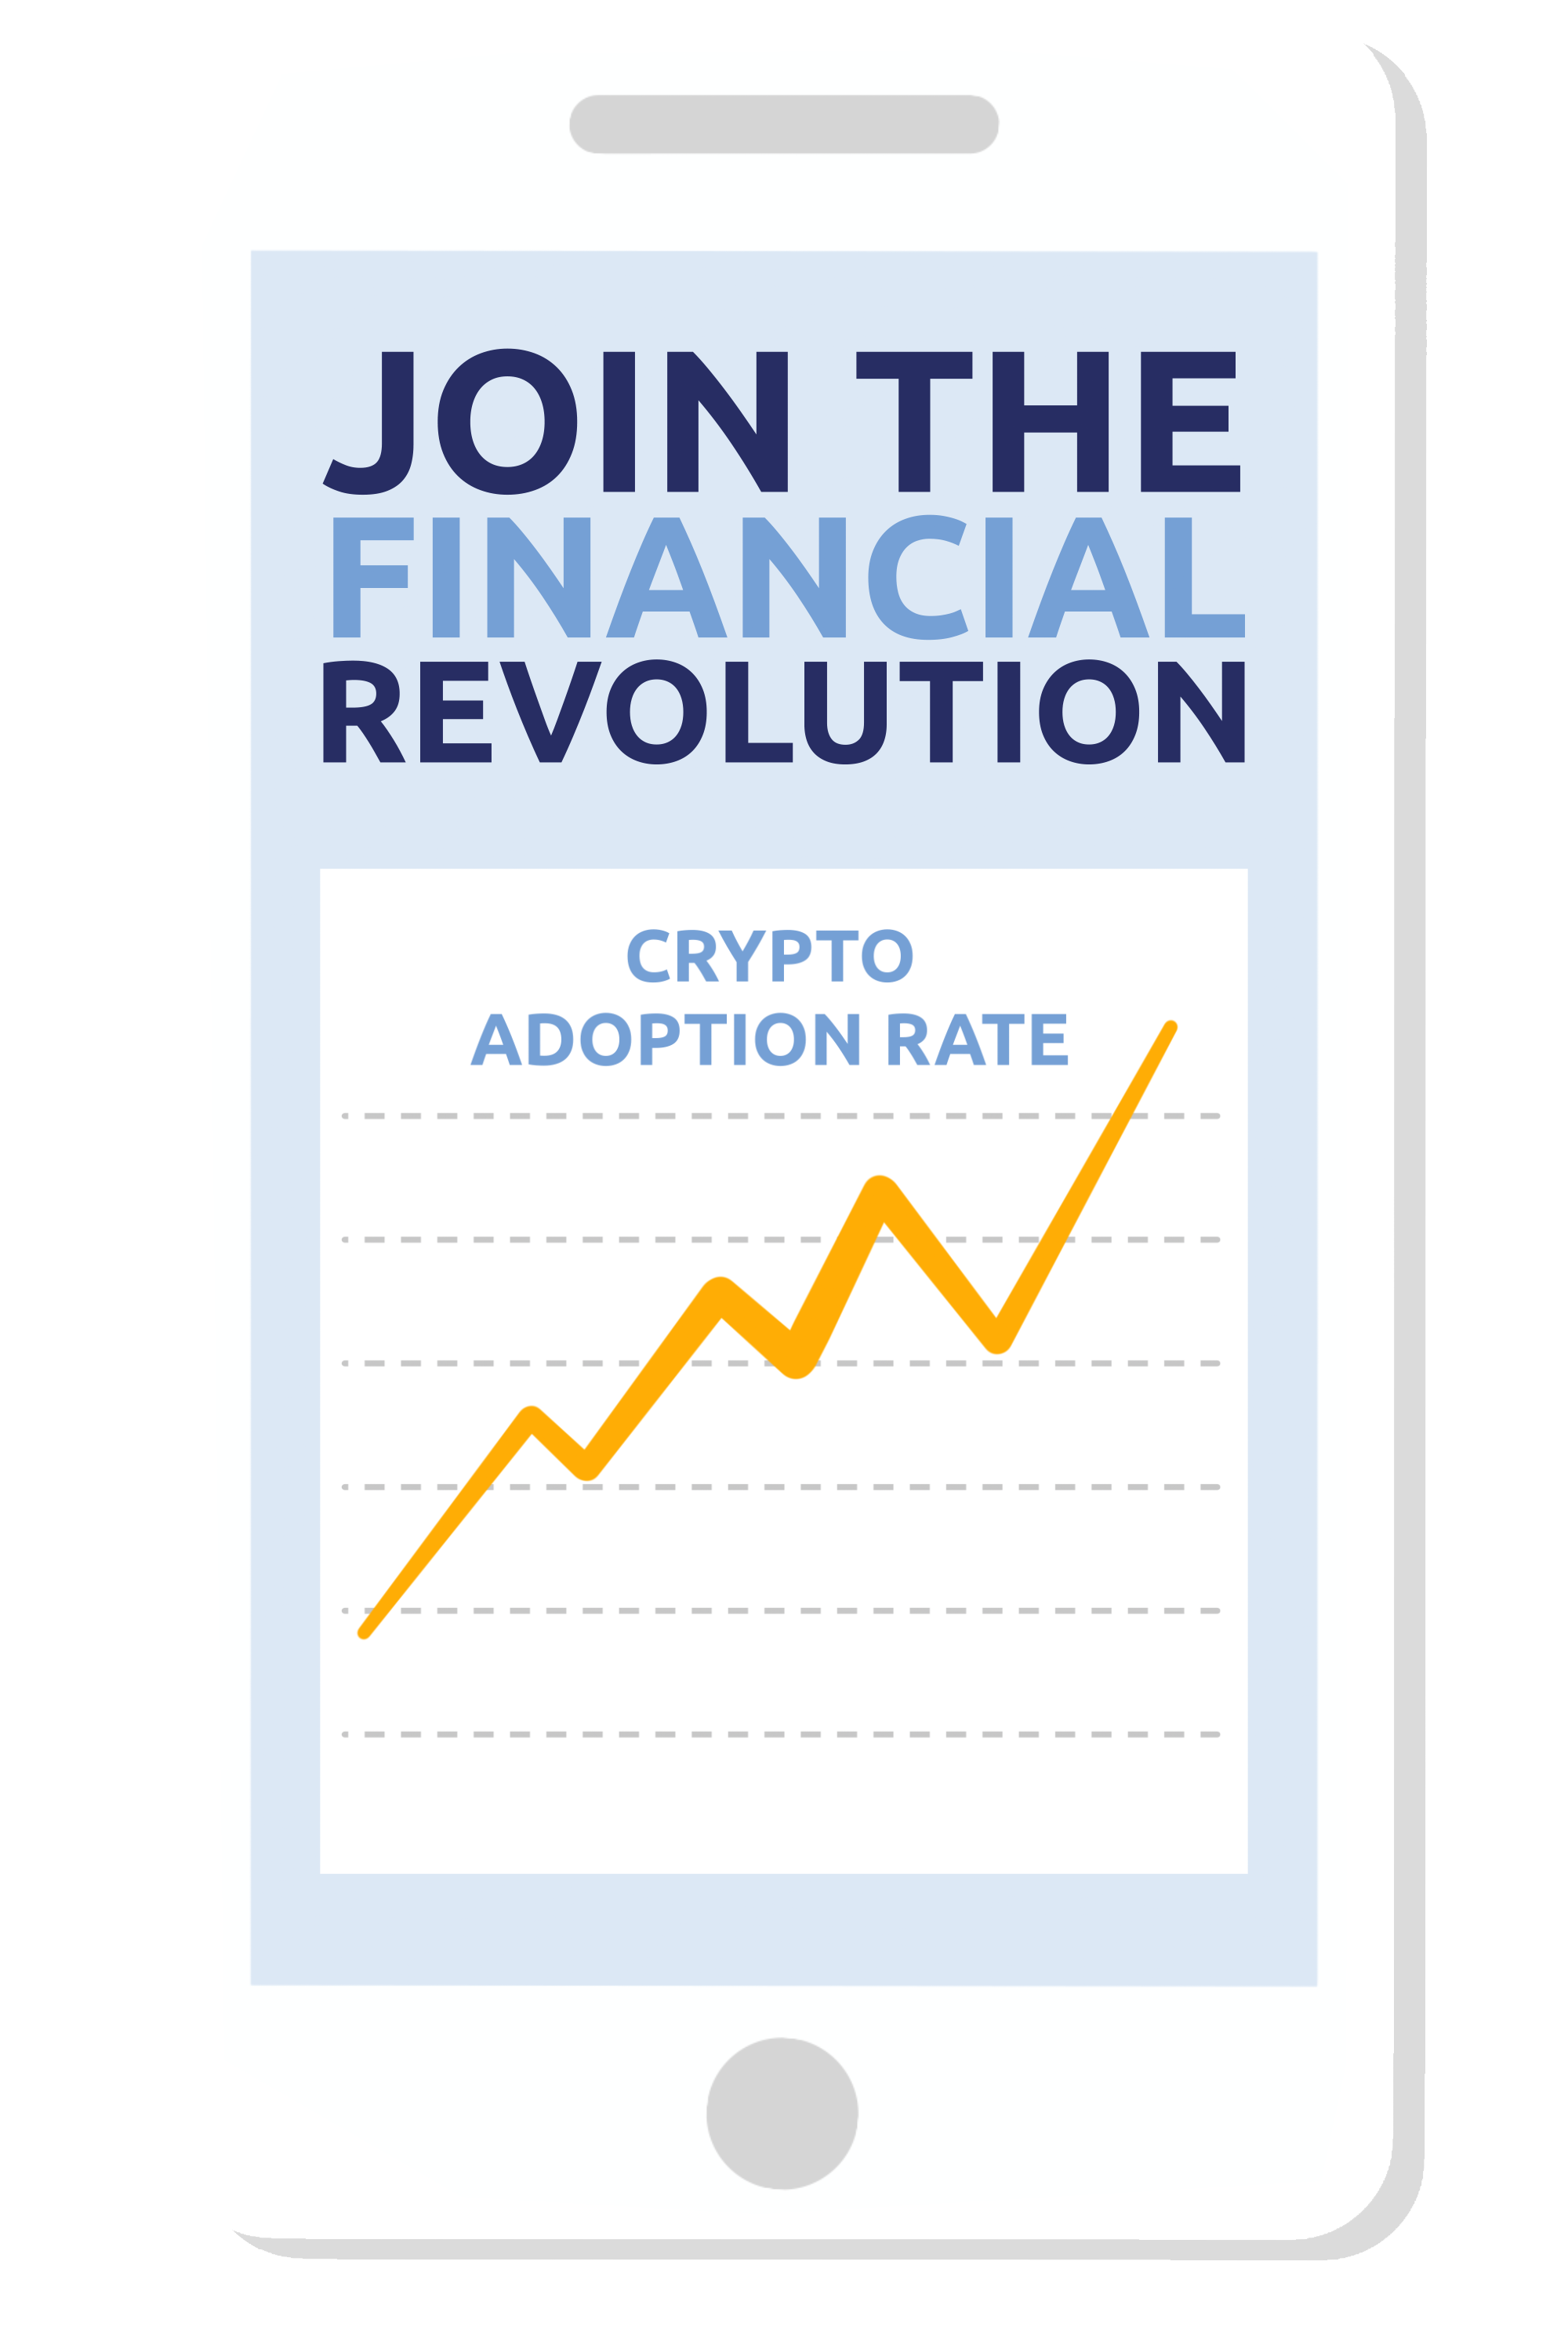 JOIN THE
FINANCIAL
REVOLUTION
CRYPTO
ADOPTION RATE